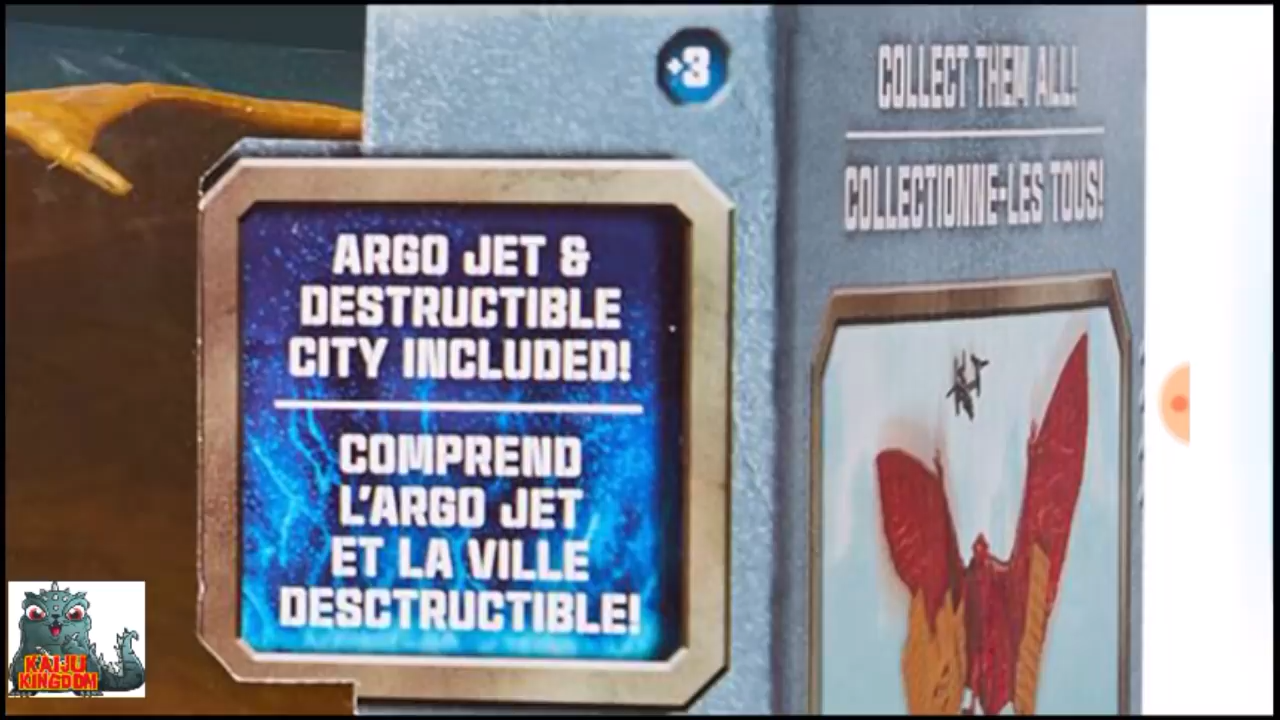 +3
ARGO JET &
DESTRUCTIBLE
CITY INCLUDED!
COMPREND
L'ARGO JET
ET LA VILLE
DESCTRUCTIBLE!
COLLECT THEM ALL!
COLLECTIONNE-LES TOUS!
KAIJU
KINGDOM